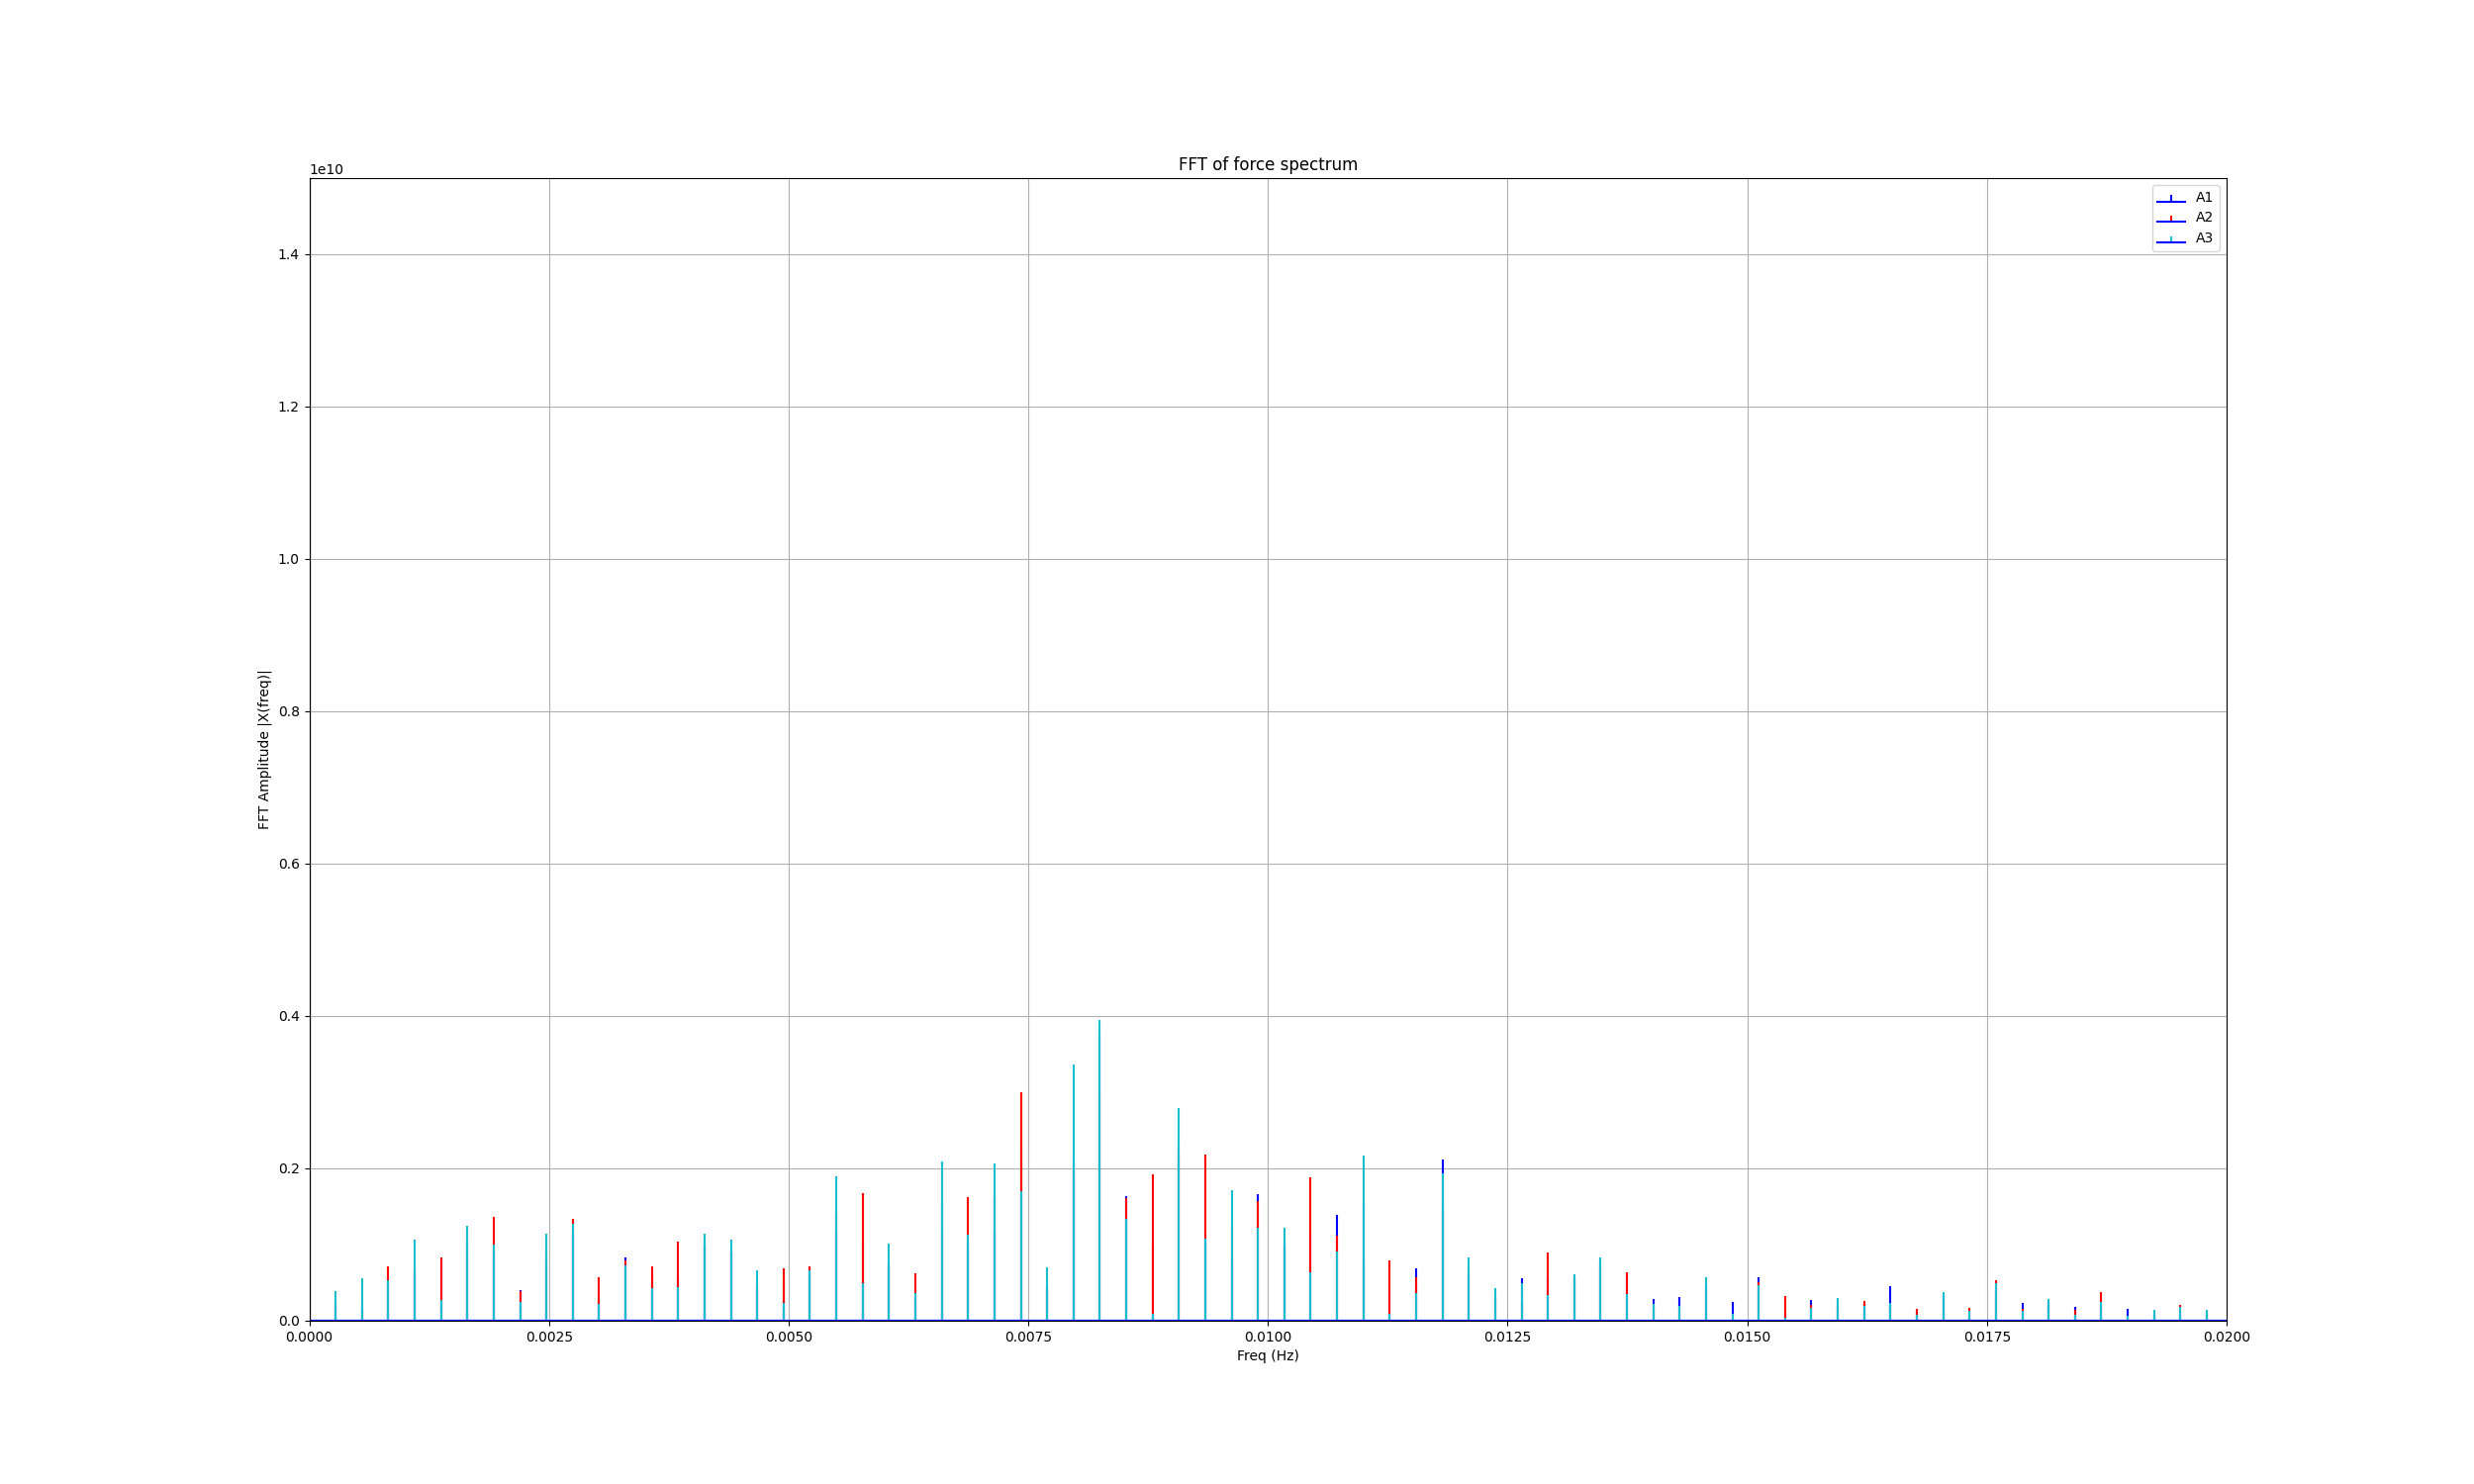 FFT of force spectrum
1e10
A1
A2
A3
1.4
1.2
1.0
0.8
0.6
0.4
0.2
0.0
FFT Amplitude |X(freq)|
0.0000 0.0025 0.0050 0.0075 0.0100 0.0125 0.0150 0.0175 0.0200
Freq (Hz)